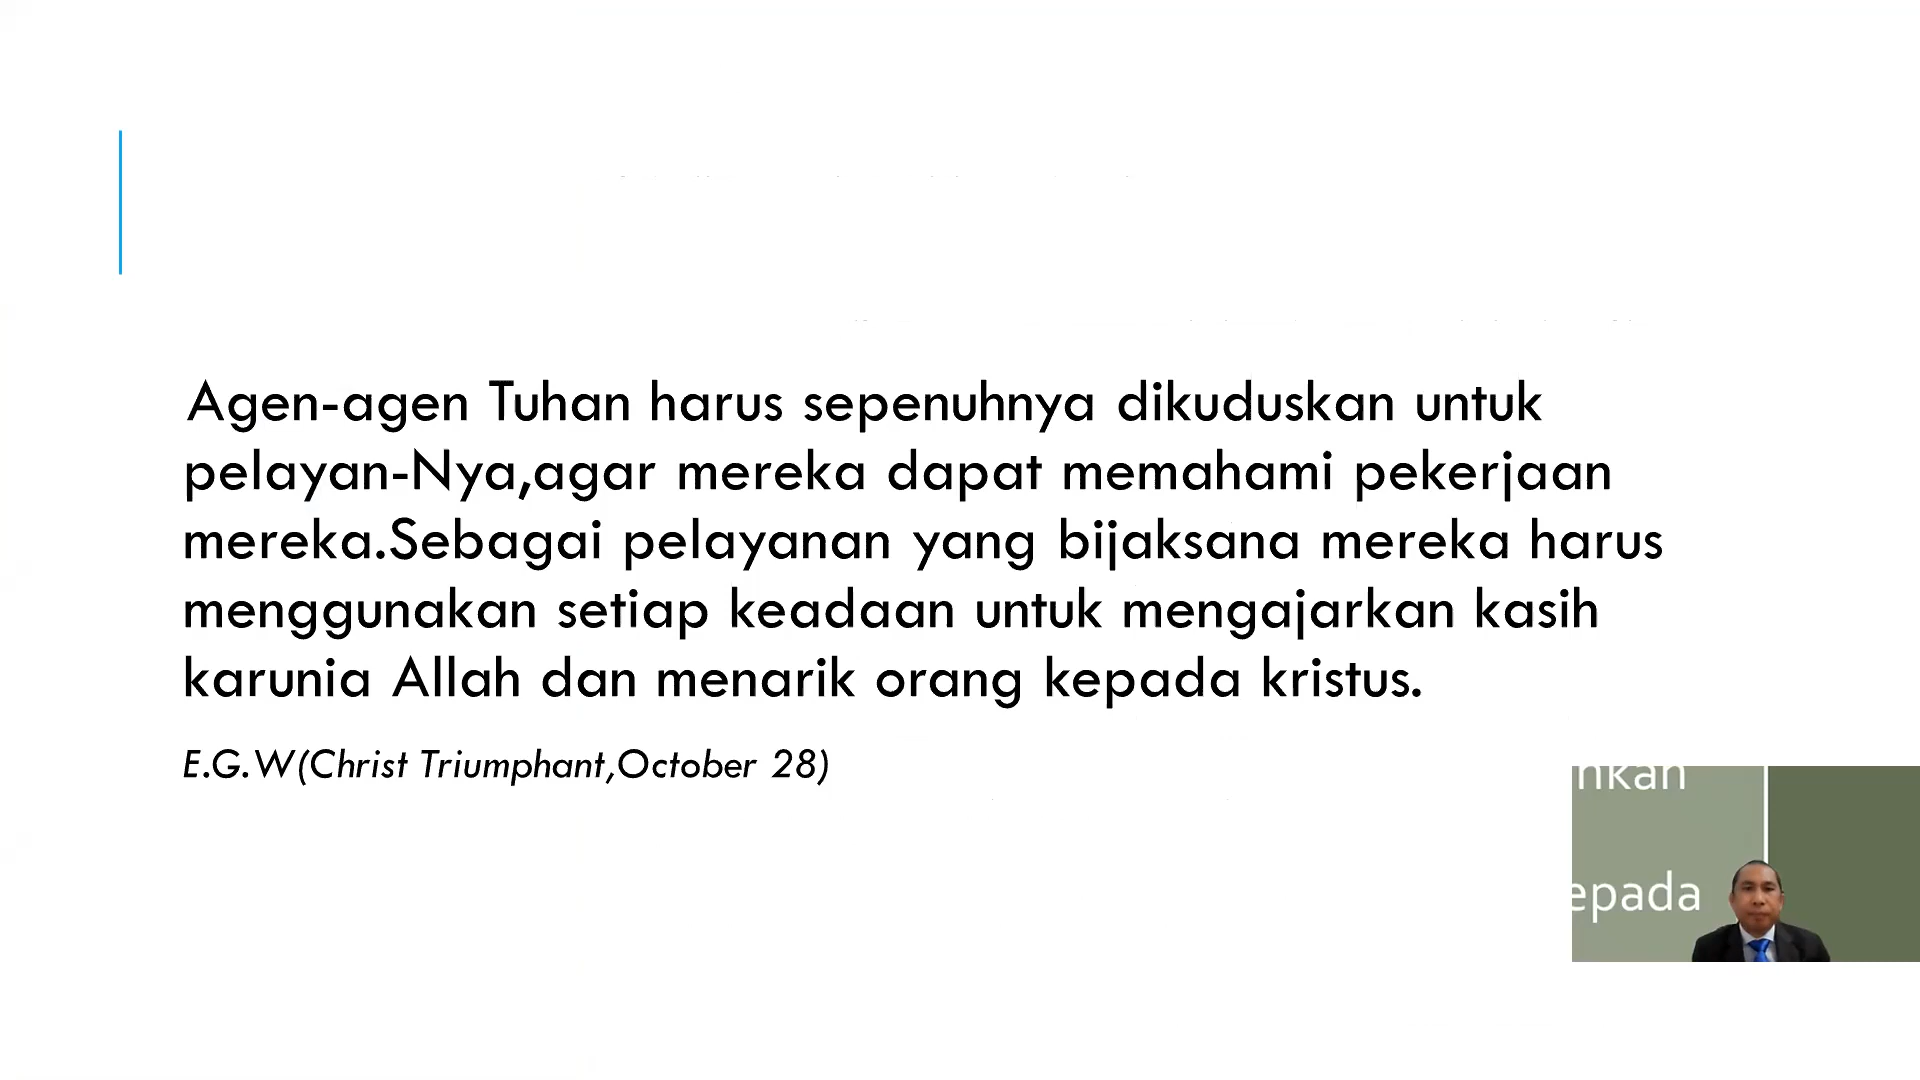 Agen-agen Tuhan harus sepenuhnya dikuduskan untuk
pelayan-Nya,agar mereka dapat memahami pekerjaan
mereka.Sebagai pelayanan yang bijaksana mereka harus
menggunakan setiap keadaan untuk mengajarkan kasih
karunia Allah dan menarik orang kepada kristus.
E.G.W(Christ Triumphant,October 28)
nkan
epada